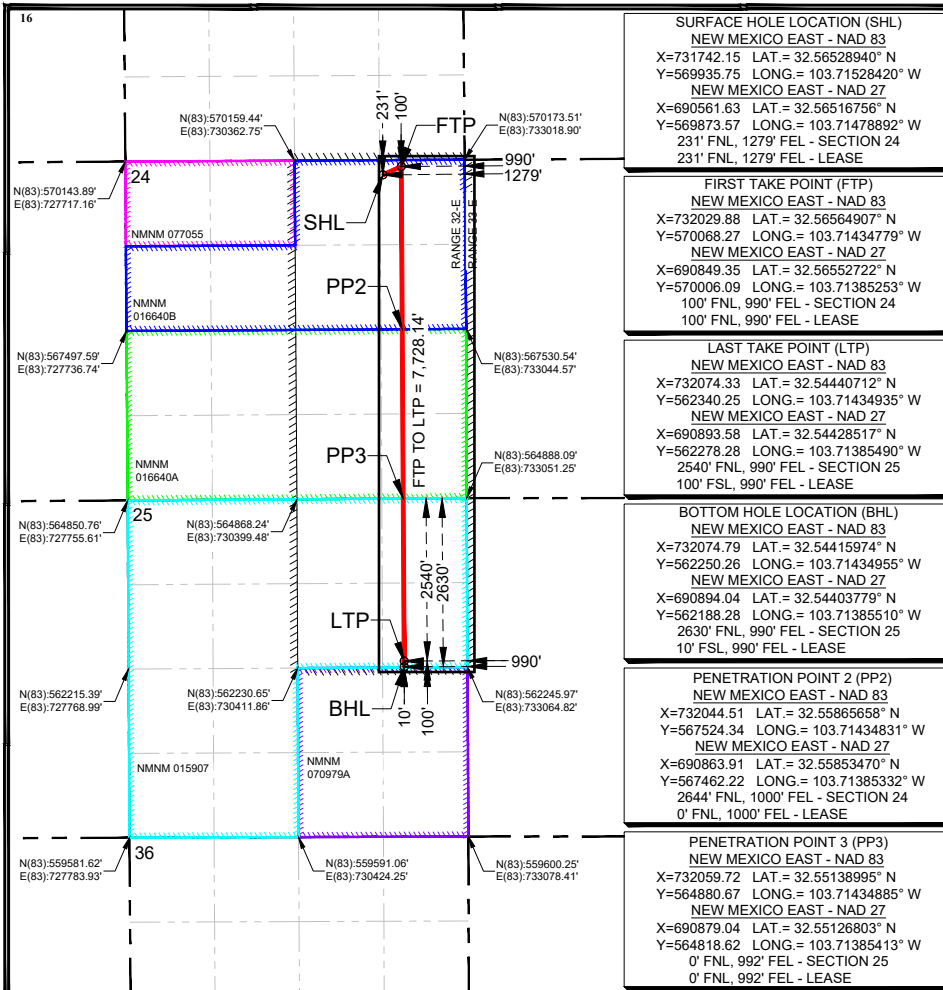 16
N(83):570159.44'
E(83):730362.75'
231'
100'
FTP
N(83):570173.51'
E(83):733018.90'
990'
1279'
24
N(83):570143.89'
E(83):727717.16'
SHL
RANGE 32-E
RANGE 33-E
NMNM 077055
PP2
NMNM
016640B
N(83):567497.59'
E(83):727736.74'
FTP TO LTP = 7,728.14'
N(83):567530.54'
E(83):733044.57'
PP3
NMNM
016640A
N(83):564888.09'
E(83):733051.25'
25
N(83):564850.76'
E(83):727755.61'
N(83):564868.24'
E(83):730399.48'
2540'
2630'
LTP
990'
N(83):562215.39'
E(83):727768.99'
N(83):562230.65'
E(83):730411.86'
BHL
10'
100'
N(83):562245.97'
E(83):733064.82'
NMNM 015907
NMNM
070979A
36
N(83):559581.62'
E(83):727783.93'
N(83):559591.06'
E(83):730424.25'
N(83):559600.25'
E(83):733078.41'
SURFACE HOLE LOCATION (SHL)
NEW MEXICO EAST - NAD 83
X=731742.15 LAT.= 32.56528940° N
Y=569935.75 LONG.= 103.71528420° W
NEW MEXICO EAST - NAD 27
X=690561.63 LAT.= 32.56516756° N
Y=569873.57 LONG.= 103.71478892° W
231' FNL, 1279' FEL - SECTION 24
231' FNL, 1279' FEL - LEASE
FIRST TAKE POINT (FTP)
NEW MEXICO EAST - NAD 83
X=732029.88 LAT.= 32.56564907° N
Y=570068.27 LONG.= 103.71434779° W
NEW MEXICO EAST - NAD 27
X=690849.35 LAT.= 32.56552722° N
Y=570006.09 LONG.= 103.71385253° W
100' FNL, 990' FEL - SECTION 24
100' FNL, 990' FEL - LEASE
LAST TAKE POINT (LTP)
NEW MEXICO EAST - NAD 83
X=732074.33 LAT.= 32.54440712° N
Y=562340.25 LONG.= 103.71434935° W
NEW MEXICO EAST - NAD 27
X=690893.58 LAT.= 32.54428517° N
Y=562278.28 LONG.= 103.71385490° W
2540' FNL, 990' FEL - SECTION 25
100' FSL, 990' FEL - LEASE
BOTTOM HOLE LOCATION (BHL)
NEW MEXICO EAST - NAD 83
X=732074.79 LAT.= 32.54415974° N
Y=562250.26 LONG.= 103.71434955° W
NEW MEXICO EAST - NAD 27
X=690894.04 LAT.= 32.54403779° N
Y=562188.28 LONG.= 103.71385510° W
2630' FNL, 990' FEL - SECTION 25
10' FSL, 990' FEL - LEASE
PENETRATION POINT 2 (PP2)
NEW MEXICO EAST - NAD 83
X=732044.51 LAT.= 32.55865658° N
Y=567524.34 LONG.= 103.71434831° W
NEW MEXICO EAST - NAD 27
X=690863.91 LAT.= 32.55853470° N
Y=567462.22 LONG.= 103.71385332° W
2644' FNL, 1000' FEL - SECTION 24
0' FNL, 1000' FEL - LEASE
PENETRATION POINT 3 (PP3)
NEW MEXICO EAST - NAD 83
X=732059.72 LAT.= 32.55138995° N
Y=564880.67 LONG.= 103.71434885° W
NEW MEXICO EAST - NAD 27
X=690879.04 LAT.= 32.55126803° N
Y=564818.62 LONG.= 103.71385413° W
0' FNL, 992' FEL - SECTION 25
0' FNL, 992' FEL - LEASE